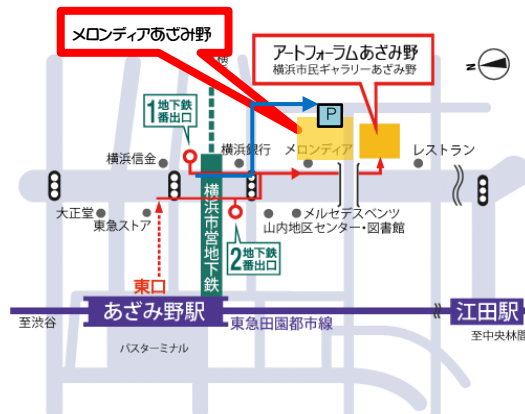 メロンディアあざみ野
アートフォーラムあざみ野
横浜市民ギャラリーあざみ野
N
横
P
1 地下鉄
番出口
横浜信金
横浜銀行
メロンディア
レストラン
横浜市営地下鉄
大正堂
東急ストア
メルセデスベンツ
山内地区センター・図書館
2 地下鉄
番出口
東口
あざみ野駅
江田駅
至渋谷
東急田園都市線
至中央林間
バスターミナル